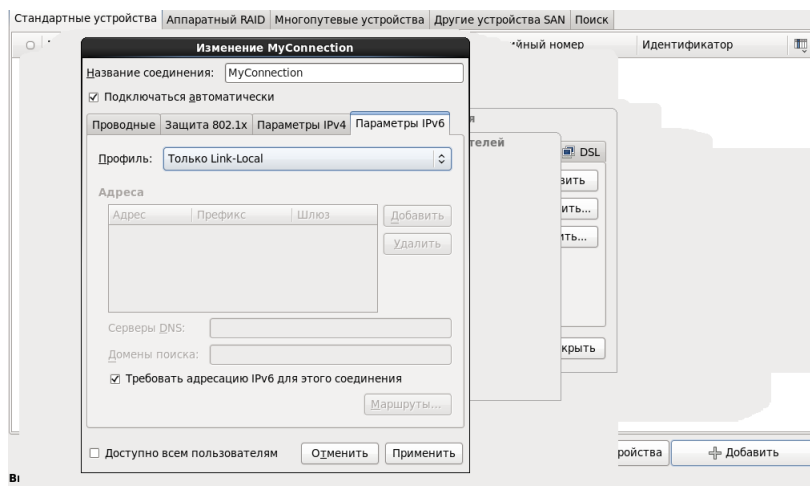 Стандартные устройства Аппаратный RAID Многопутевые устройства Другие устройства SAN Поиск
номер Идентификатор
Изменение MyConnection
Название соединения: MyConnection
Подключаться автоматически
Проводные Защита 802.1x Параметры IPv4 Параметры IPv6
DSL
Профиль: Только Link-Local
Адреса
Адрес Префикс Шлюз Добавить
Удалить
Серверы DNS:
Домены поиска:
Требовать адресацию IPv6 для этого соединения
Маршруты...
Доступно всем пользователям Отменить Применить
Добавить